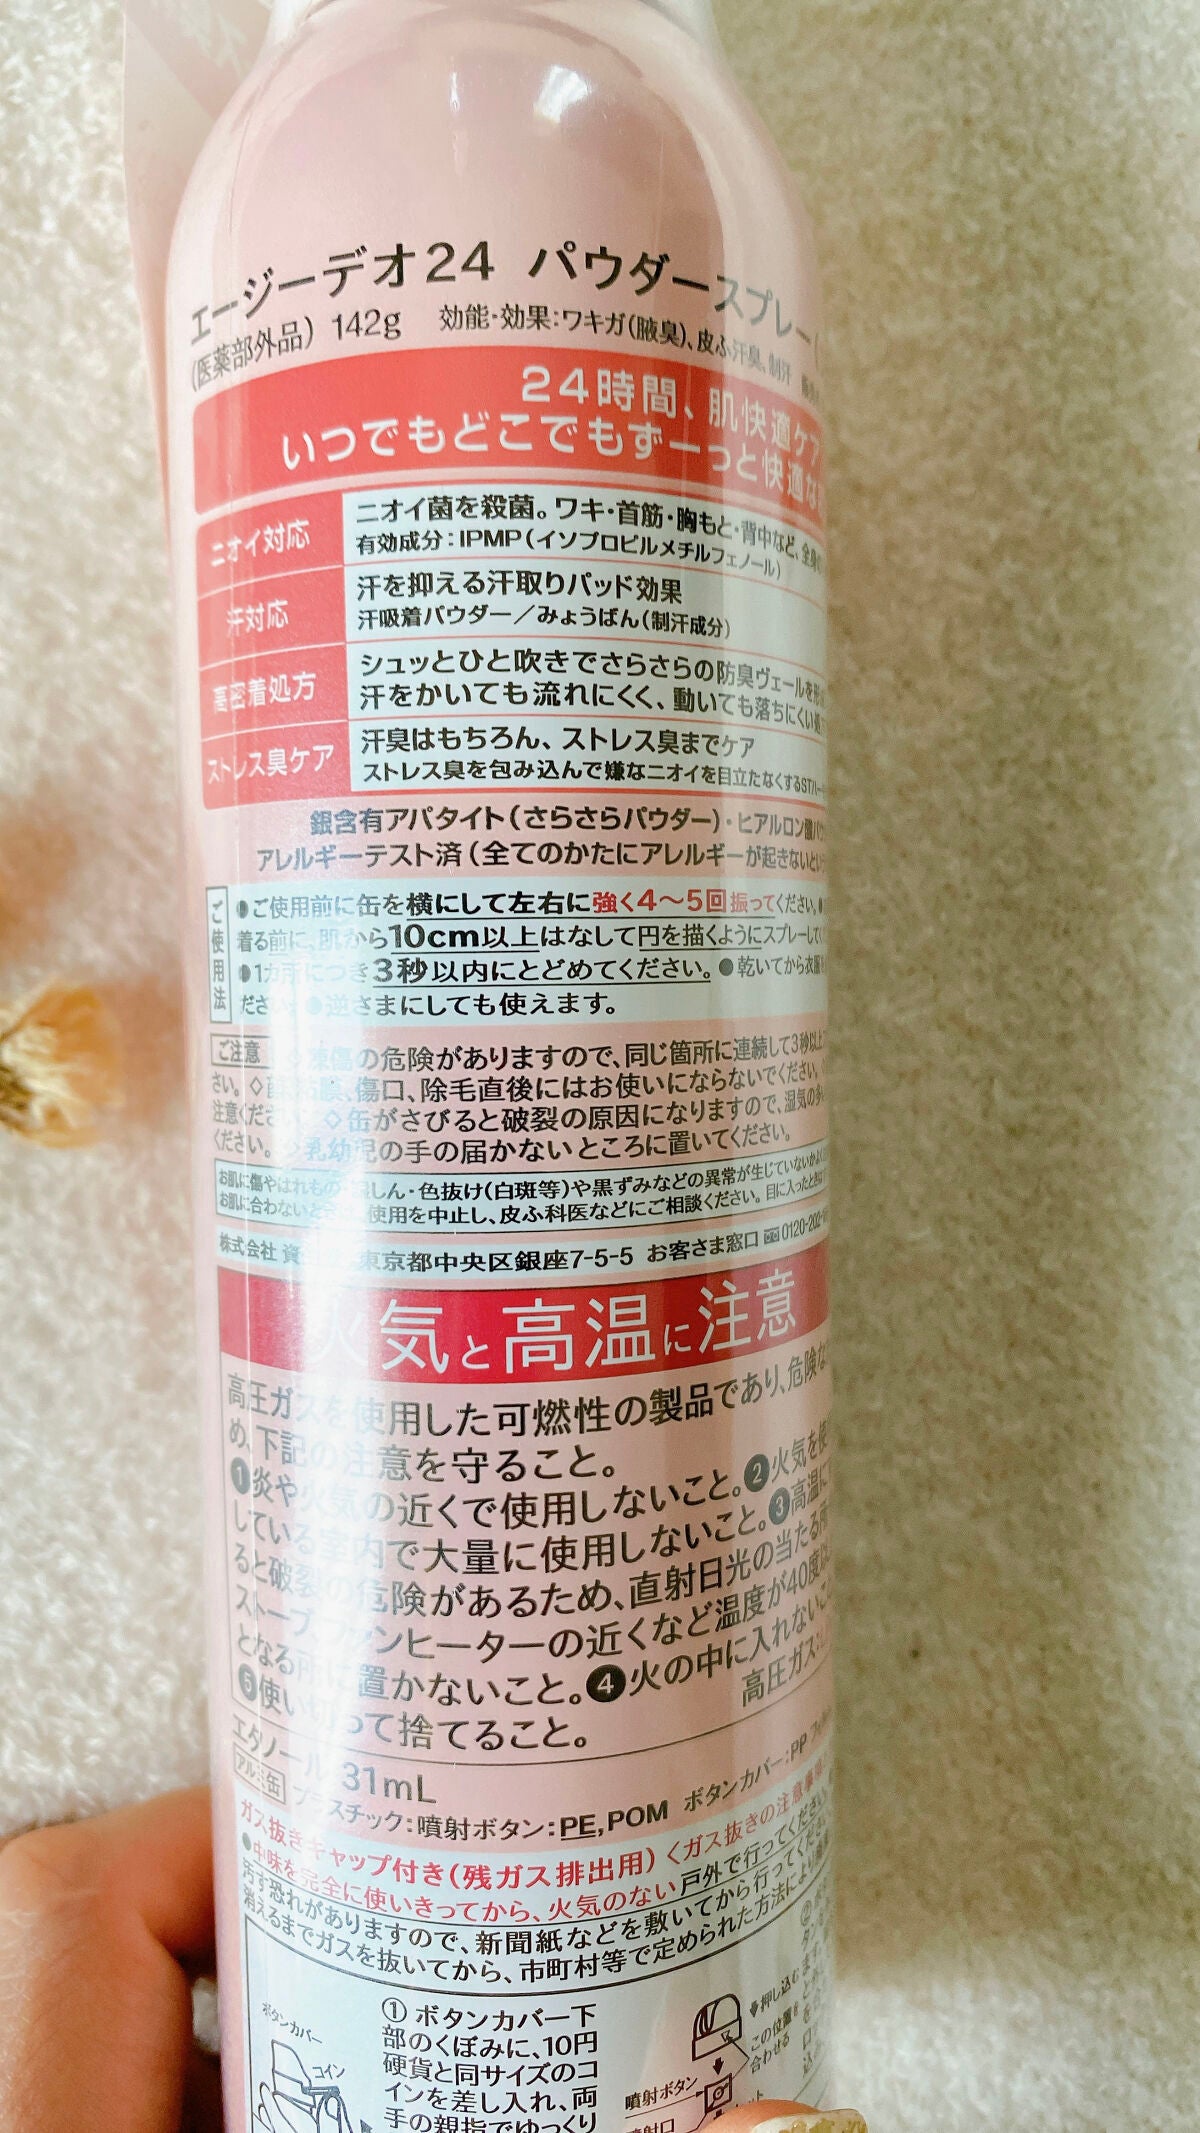 エージーデオ24 パウダースプレー(
(医薬部外品) 142g 効能・効果:ワキガ(腋臭)、皮ふ汗臭、制汗
24時間、肌快適ケア
いつでもどこでもずーっと快適な
ニオイ対応
ニオイ菌を殺菌。ワキ・首筋・胸もと・背中など、全身
有効成分:IPMP(イソプロピルメチルフェノール)
汗対応
汗を抑える汗取りパッド効果
汗吸着パウダー/みょうばん(制汗成分)
高密着処方
シュッとひと吹きでさらさらの防臭ヴェールを形
汗をかいても流れにくく、動いても落ちにくい処
ストレス臭ケア
汗臭はもちろん、ストレス臭までケア
ストレス臭を包み込んで嫌なニオイを目立たなくするSTハー
銀含有アパタイト(さらさらパウダー)・ヒアルロン酸
アレルギーテスト済(全てのかたにアレルギーが起きないとい
ご使用法
●ご使用前に缶を横にして左右に強く4〜5回振ってください。●
着る前に、肌から10cm以上はなして円を描くようにスプレーして
●1カ所につき3秒以内にとどめてください。●乾いてから衣服
ださい。●逆さまにしても使えます。
ご注意 ◇凍傷の危険がありますので、同じ箇所に連続して3秒以上
さい。◇ 粘膜、傷口、除毛直後にはお使いにならないでください。
注意くださ ◇缶がさびると破裂の原因になりますので、湿気の多
ください。◇乳幼児の手の届かないところに置いてください。
お肌に傷やはれもの しん・色抜け(白斑等)や黒ずみなどの異常が生じていないか
お肌に合わない 使用を中止し、皮ふ科医などにご相談ください。目に入ったとき
株式会社 資 東京都中央区銀座7-5-5 お客さま窓口 0120-202-
火気と高温に注意
高圧ガスを使用した可燃性の製品であり、危険な
め、下記の注意を守ること。
❶炎や火気の近くで使用しないこと。❷火気を使
している室内で大量に使用しないこと。❸高温に
ると破裂の危険があるため、直射日光の当たる所
ストーブ、ファンヒーターの近くなど温度が40度以
となる所に置かないこと。❹火の中に入れないこ
❺使い切って捨てること。
高圧ガス:
エタノール 31mL
アルミ缶 プラスチック:噴射ボタン:PE,POM ボタンカバー:PP
ガス抜きキャップ付き(残ガス排出用)〈ガス抜きの注意事項
●中味を完全に使いきってから、火気のない戸外で行ってください
汚す恐れがありますので、新聞紙などを敷いてから行ってくださ
消えるまでガスを抜いてから、市町村等で定められた方法により
ボタンカバー
コイン
① ボタンカバー下
部のくぼみに、10円
硬貨と同サイズのコ
インを差し入れ、両
手の親指でゆっくり
押し込む
この位置を
合わせる
噴射ボタン
噴射口